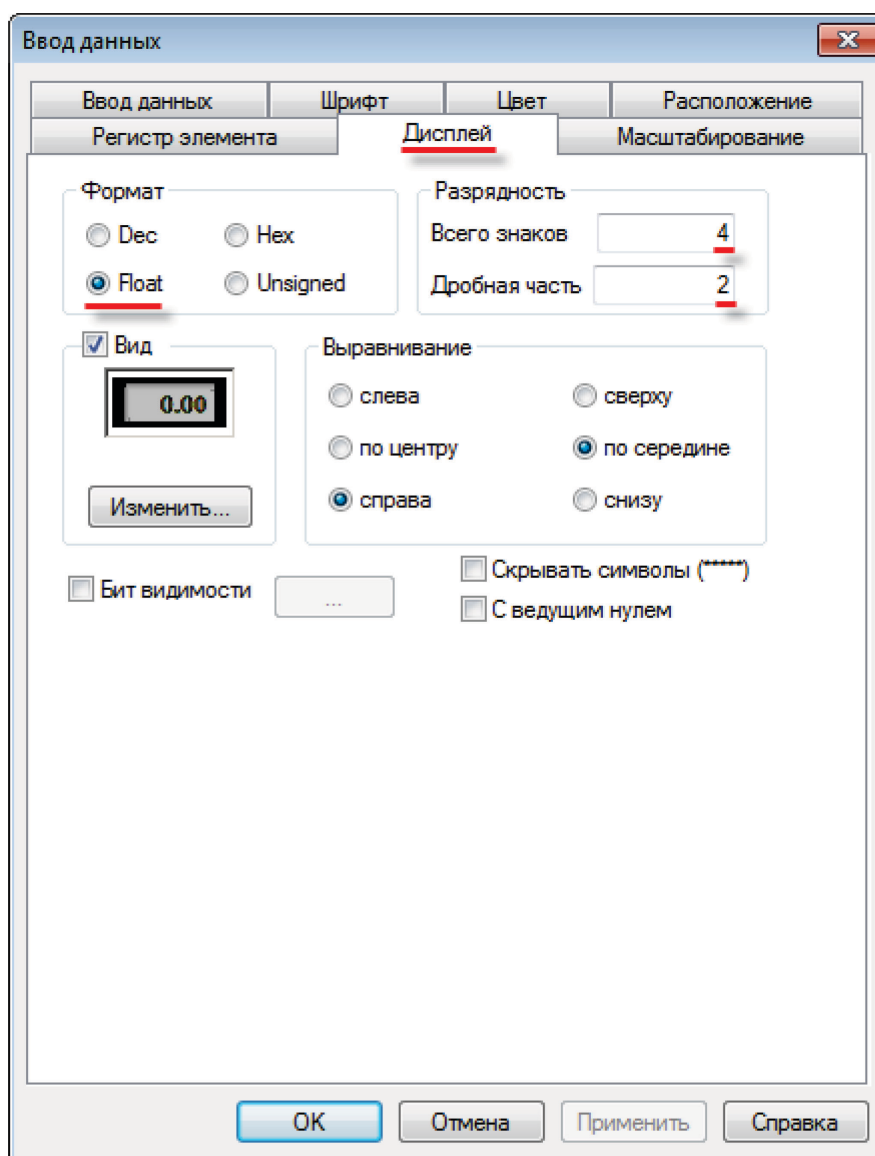 Ввод данных
Ввод данных Шрифт Цвет Расположение
Регистр элемента Дисплей Масштабирование
Формат Разрядность
Dec Hex Всего знаков 4
Float Unsigned Дробная часть 2
Вид Выравнивание
0.00 слева сверху
по центру по середине
Изменить... справа снизу
Скрывать символы (*****)
Бит видимости ...
С ведущим нулем
OK Отмена Применить Справка